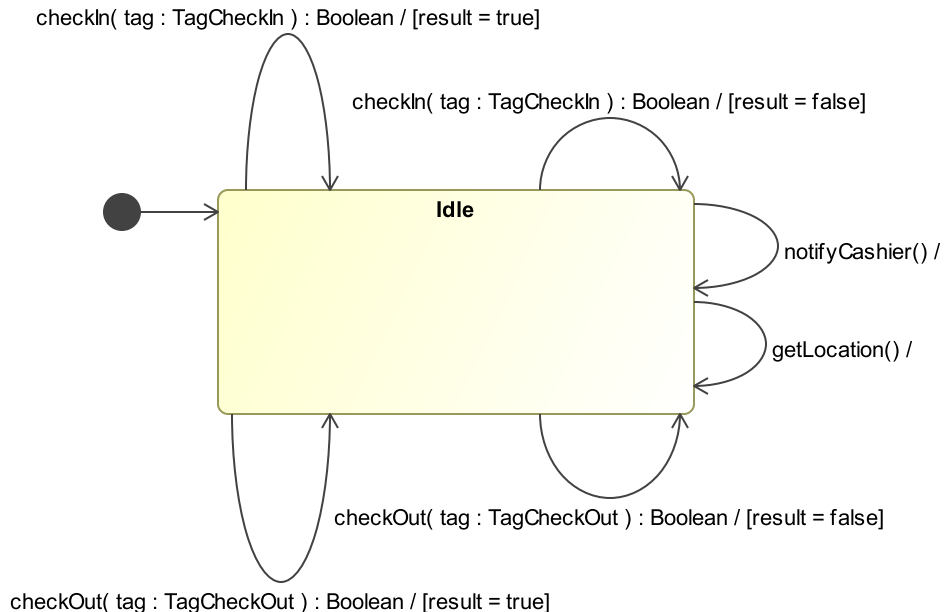 checkIn( tag : TagCheckIn ) : Boolean / [result = true]
checkIn( tag : TagCheckIn ) : Boolean / [result = false]
Idle
notifyCashier() /
getLocation() /
checkOut( tag : TagCheckOut ) : Boolean / [result = false]
checkOut( tag : TagCheckOut ) : Boolean / [result = true]